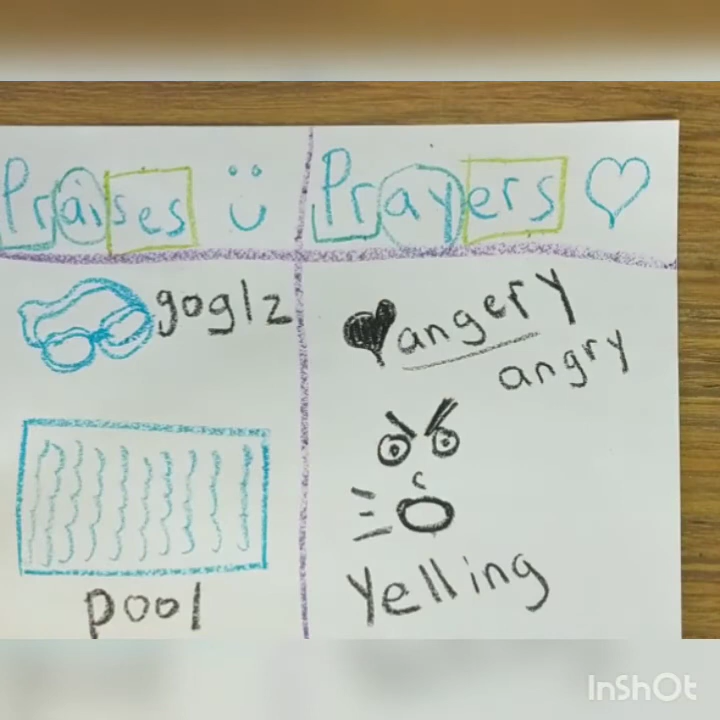 Praises
Prayers
goglz
pool
angery
angry
yelling
InShOt